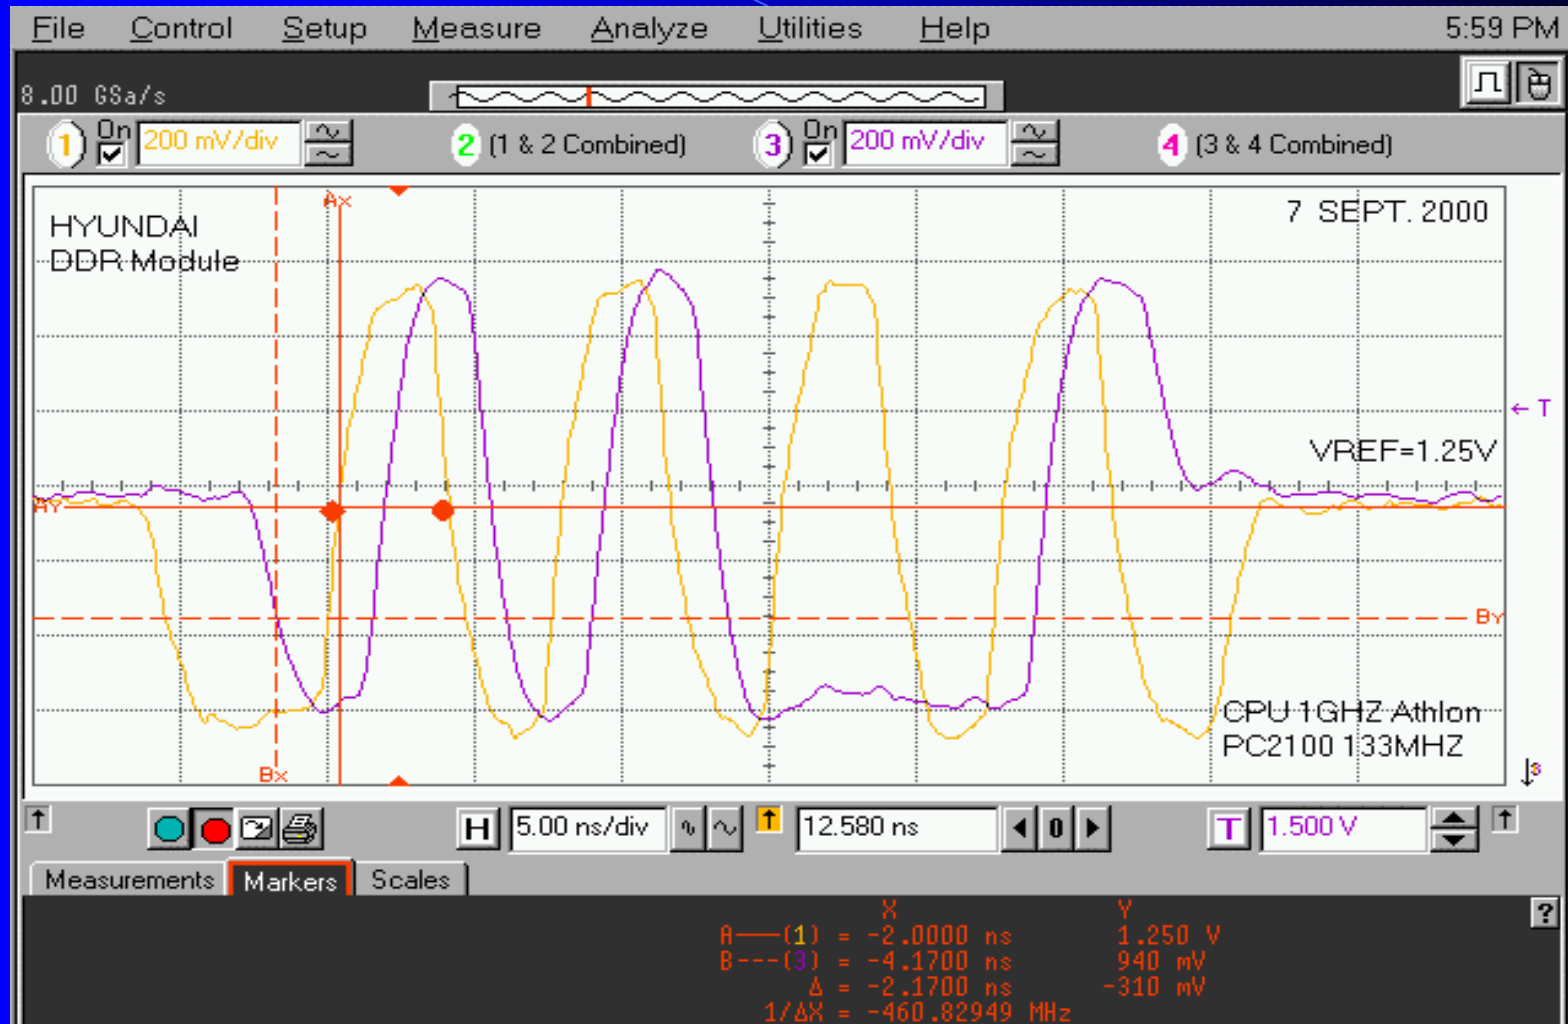 File Control Setup Measure Analyze Utilities Help 5:59 PM
8.00 GSa/s
1 On 200 mV/div 2 (1 & 2 Combined) 3 On 200 mV/div 4 (3 & 4 Combined)
Ax
HYUNDAI
DDR Module
7 SEPT. 2000
← T
VREF=1.25V
AY
BY
CPU 1GHZ Athlon
PC2100 133MHZ
Bx
H 5.00 ns/div 12.580 ns 0 T 1.500 V
Measurements Markers Scales
X Y
?
A——(1) = -2.0000 ns 1.250 V
B---(3) = -4.1700 ns 940 mV
Δ = -2.1700 ns -310 mV
1/ΔX = -460.82949 MHz